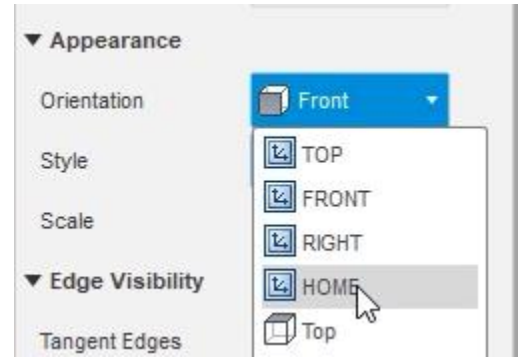 ▼ Appearance
Orientation Front
Style TOP
FRONT
Scale RIGHT
▼ Edge Visibility HOME
Tangent Edges Top